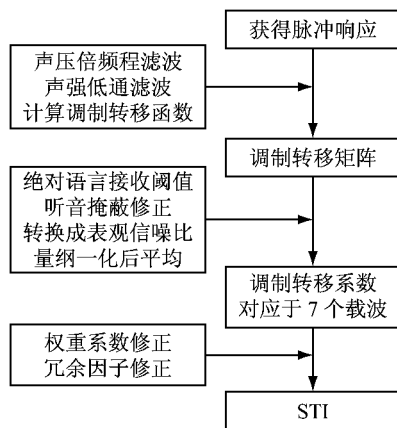 获得脉冲响应
声压倍频程滤波
声强低通滤波
计算调制转移函数
调制转移矩阵
绝对语言接收阈值
听音掩蔽修正
转换成表观信噪比
量纲一化后平均
调制转移系数
对应于 7 个载波
权重系数修正
冗余因子修正
STI